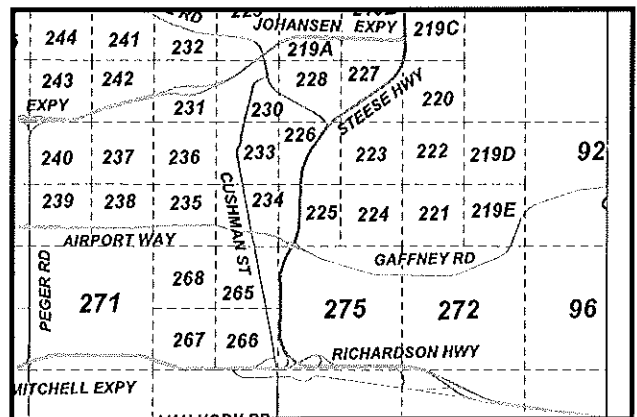 RD
JOHANSEN EXPY
219C
244
241
232
219A
243
242
228
227
EXPY
231
230
220
226
STEESE HWY
240
237
236
233
223
222
219D
92
239
238
235
CUSHMAN ST
234
225
224
221
219E
AIRPORT WAY
GAFFNEY RD
PEGER RD
271
268
265
275
272
96
267
266
RICHARDSON HWY
MITCHELL EXPY